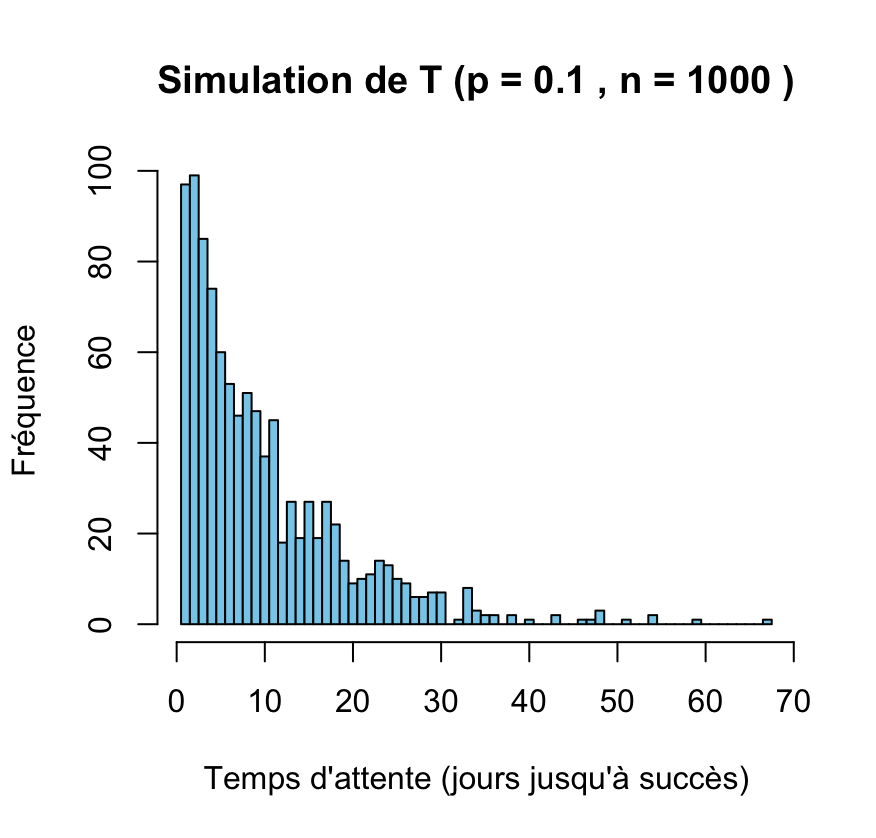 Simulation de T (p = 0.1 , n = 1000 )
Fréquence
100
80
60
40
20
0
0 10 20 30 40 50 60 70
Temps d'attente (jours jusqu'à succès)